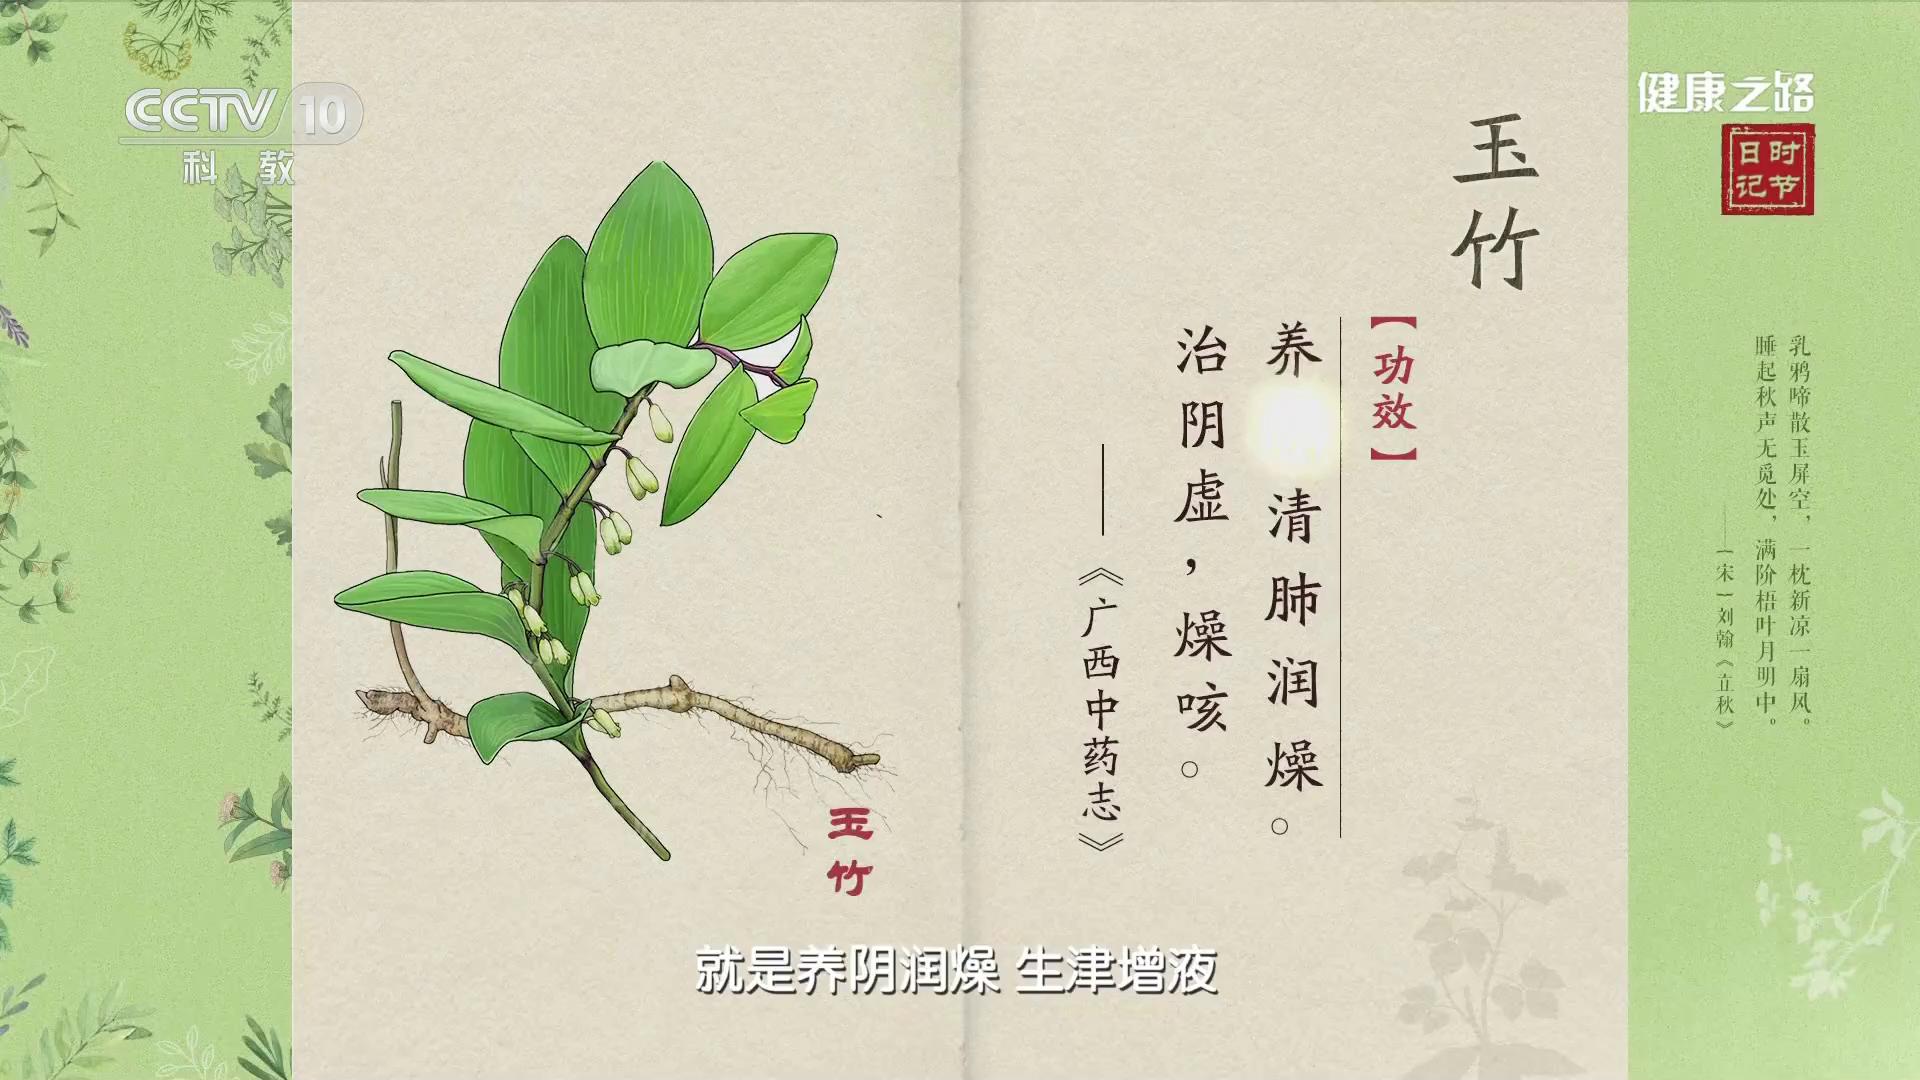 CCTV 10
科 教
健康之路
时节
日记
玉竹
【功效】
养 清肺润燥。
治阴虚，燥咳。
——《广西中药志》
玉竹
乳鸦啼散玉屏空，一枕新凉一扇风。
睡起秋声无觅处，满阶梧叶月明中。
——〔宋〕刘翰《立秋》
就是养阴润燥 生津增液